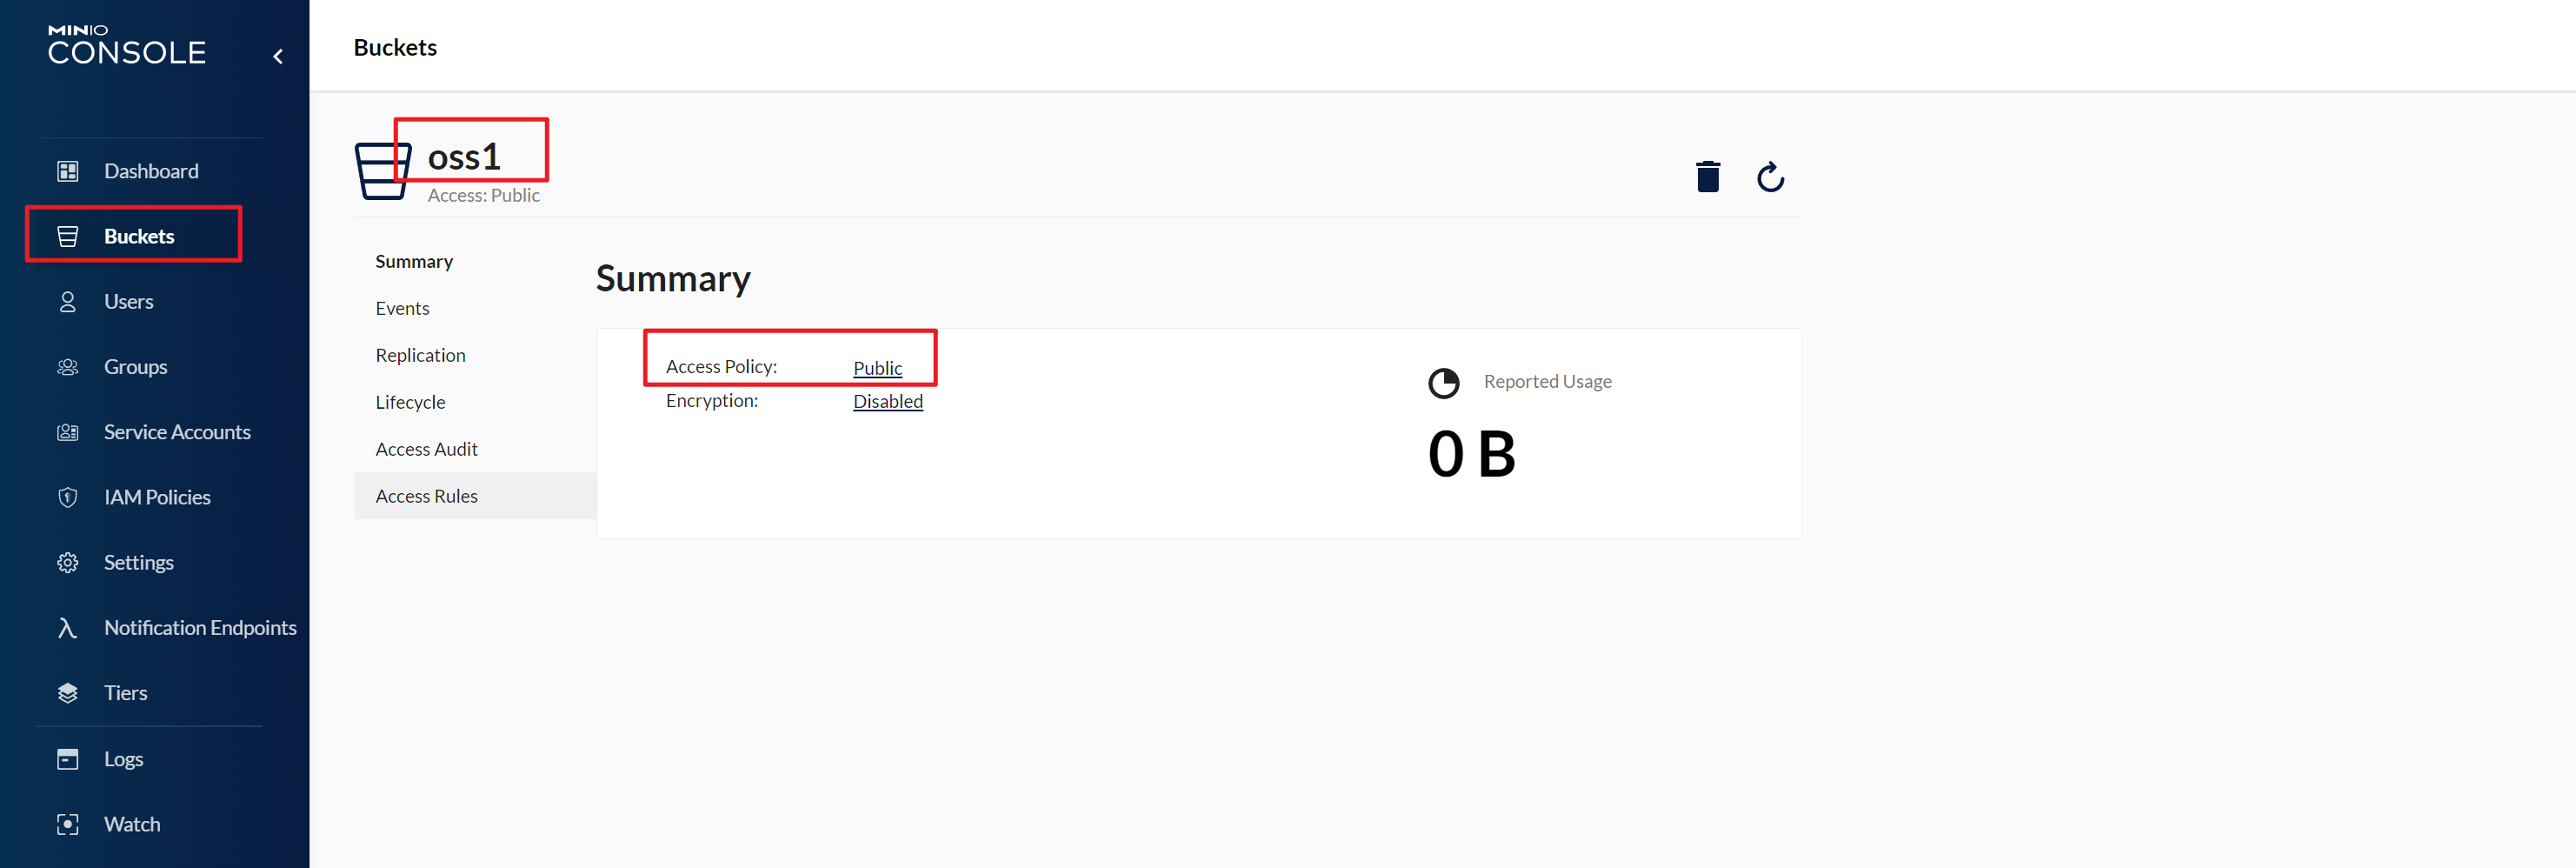 MINIO
CONSOLE
Dashboard
Buckets
Users
Groups
Service Accounts
IAM Policies
Settings
Notification Endpoints
Tiers
Logs
Watch
Buckets
oss1
Access: Public
Summary
Events
Replication
Lifecycle
Access Audit
Access Rules
Summary
Access Policy: Public
Encryption: Disabled
Reported Usage
0 B